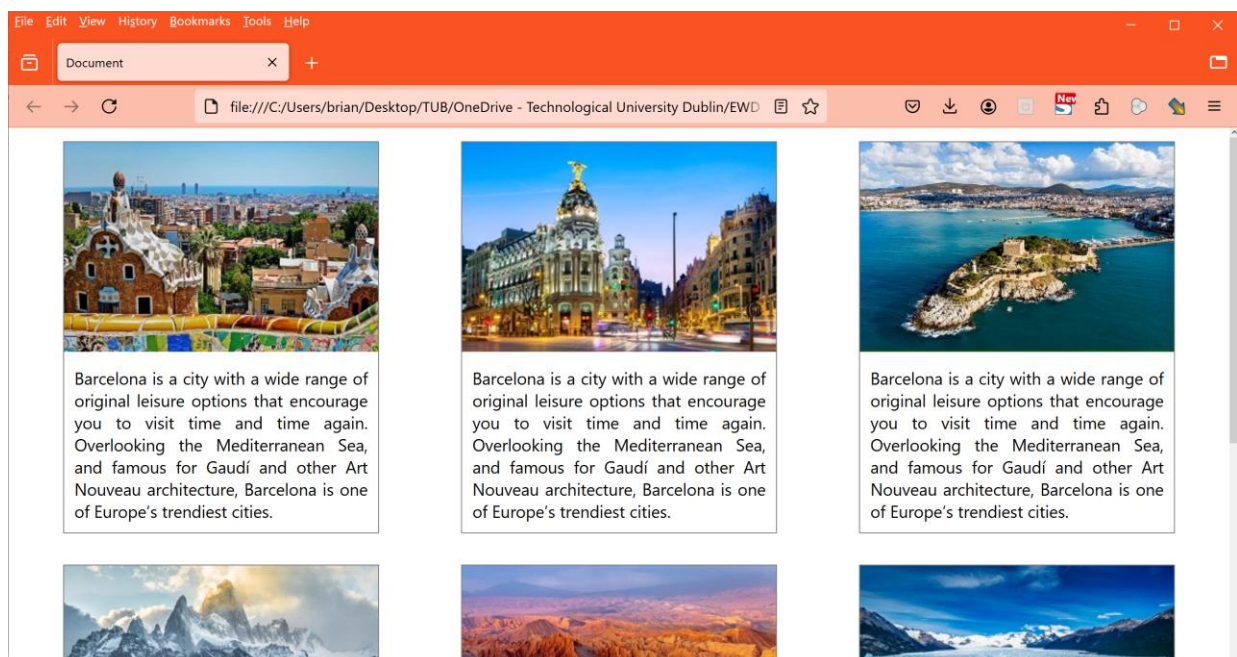 File Edit View History Bookmarks Tools Help
Document
file:///C:/Users/brian/Desktop/TUB/OneDrive - Technological University Dublin/EWD
New
Barcelona is a city with a wide range of
original leisure options that encourage
you to visit time and time again.
Overlooking the Mediterranean Sea,
and famous for Gaudí and other Art
Nouveau architecture, Barcelona is one
of Europe's trendiest cities.
Barcelona is a city with a wide range of
original leisure options that encourage
you to visit time and time again.
Overlooking the Mediterranean Sea,
and famous for Gaudí and other Art
Nouveau architecture, Barcelona is one
of Europe's trendiest cities.
Barcelona is a city with a wide range of
original leisure options that encourage
you to visit time and time again.
Overlooking the Mediterranean Sea,
and famous for Gaudí and other Art
Nouveau architecture, Barcelona is one
of Europe's trendiest cities.